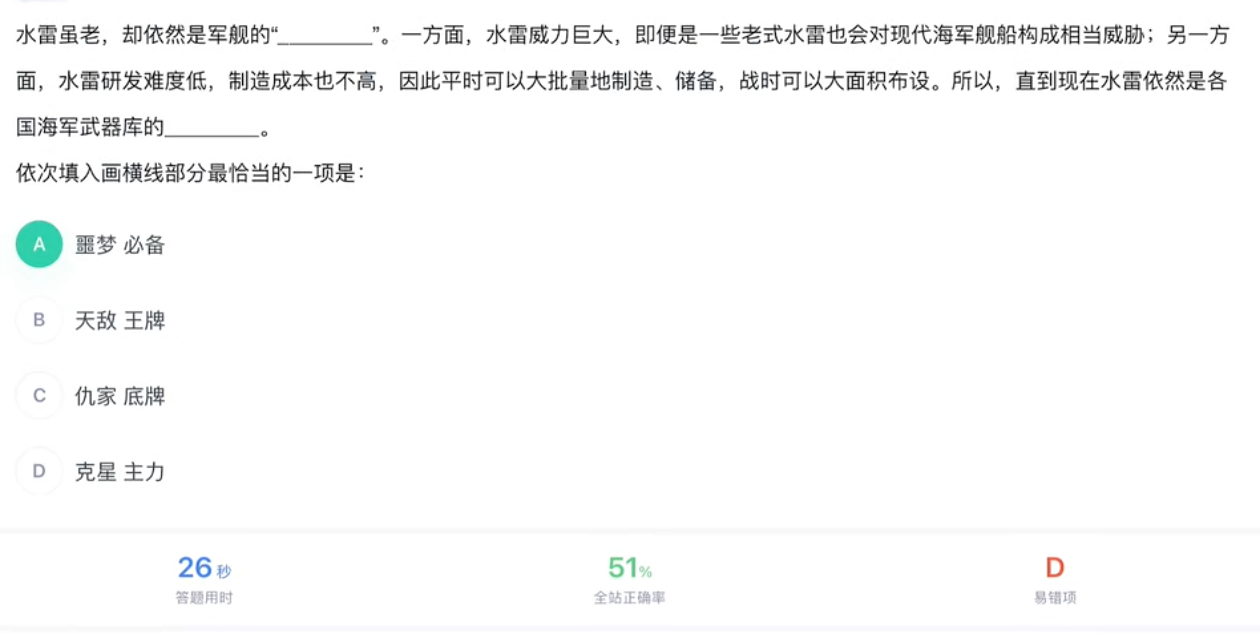 水雷虽老，却依然是军舰的“________”。一方面，水雷威力巨大，即便是一些老式水雷也会对现代海军舰船构成相当威胁；另一方
面，水雷研发难度低，制造成本也不高，因此平时可以大批量地制造、储备，战时可以大面积布设。所以，直到现在水雷依然是各
国海军武器库的________。
依次填入画横线部分最恰当的一项是：
A 噩梦 必备
B 天敌 王牌
C 仇家 底牌
D 克星 主力
26秒 51% D
答题用时 全站正确率 易错项